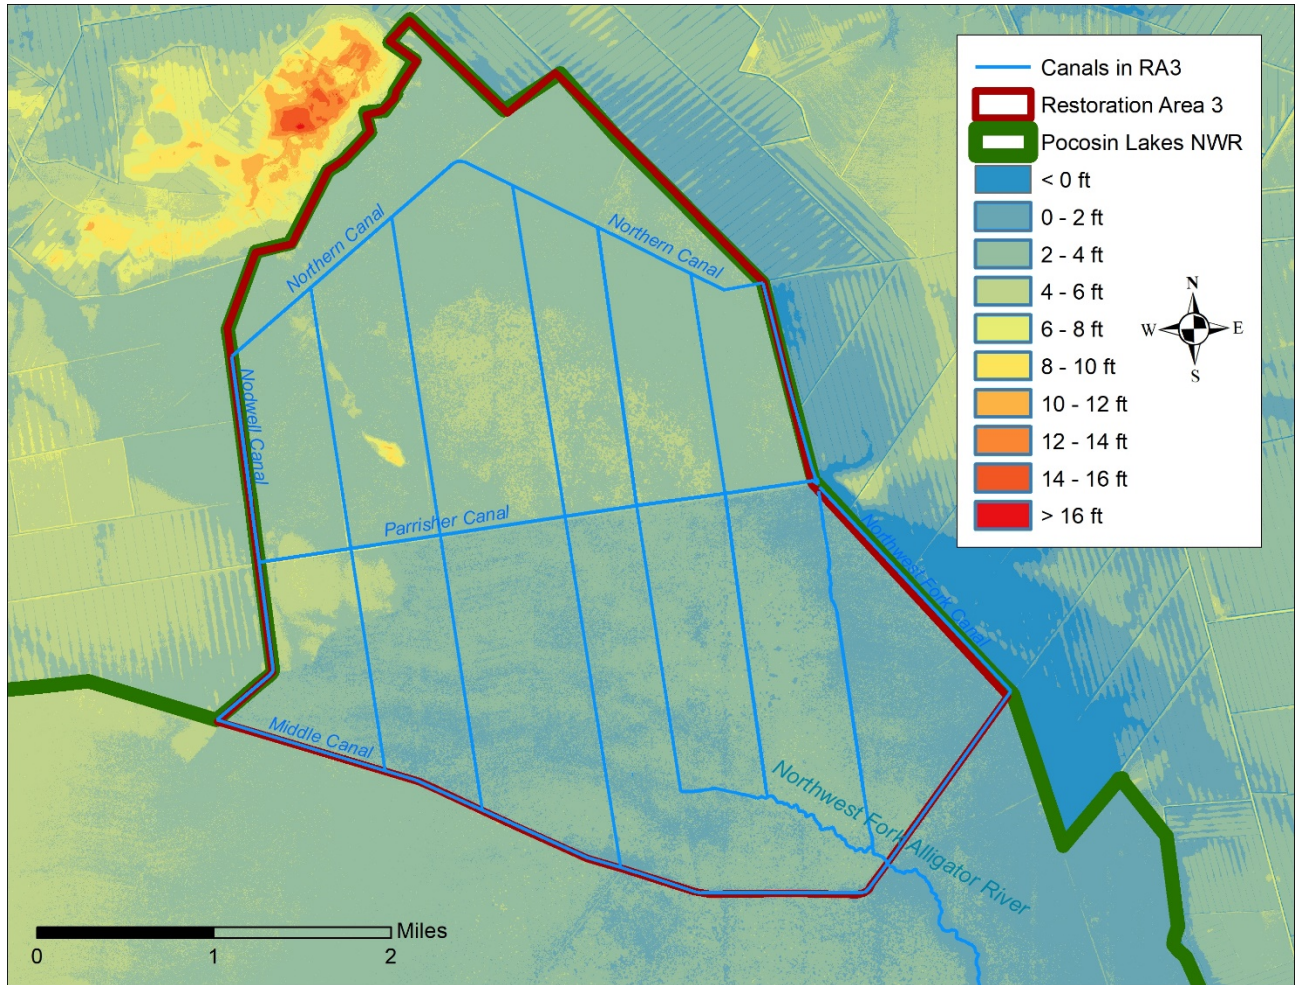 Canals in RA3
Restoration Area 3
Pocosin Lakes NWR
< 0 ft
0 - 2 ft
2 - 4 ft
4 - 6 ft
6 - 8 ft
8 - 10 ft
10 - 12 ft
12 - 14 ft
14 - 16 ft
> 16 ft
N
W
E
S
Northern Canal
Northern Canal
Nodwell Canal
Parrisher Canal
Northwest Fork Canal
Middle Canal
Northwest Fork Alligator River
Miles
0
1
2